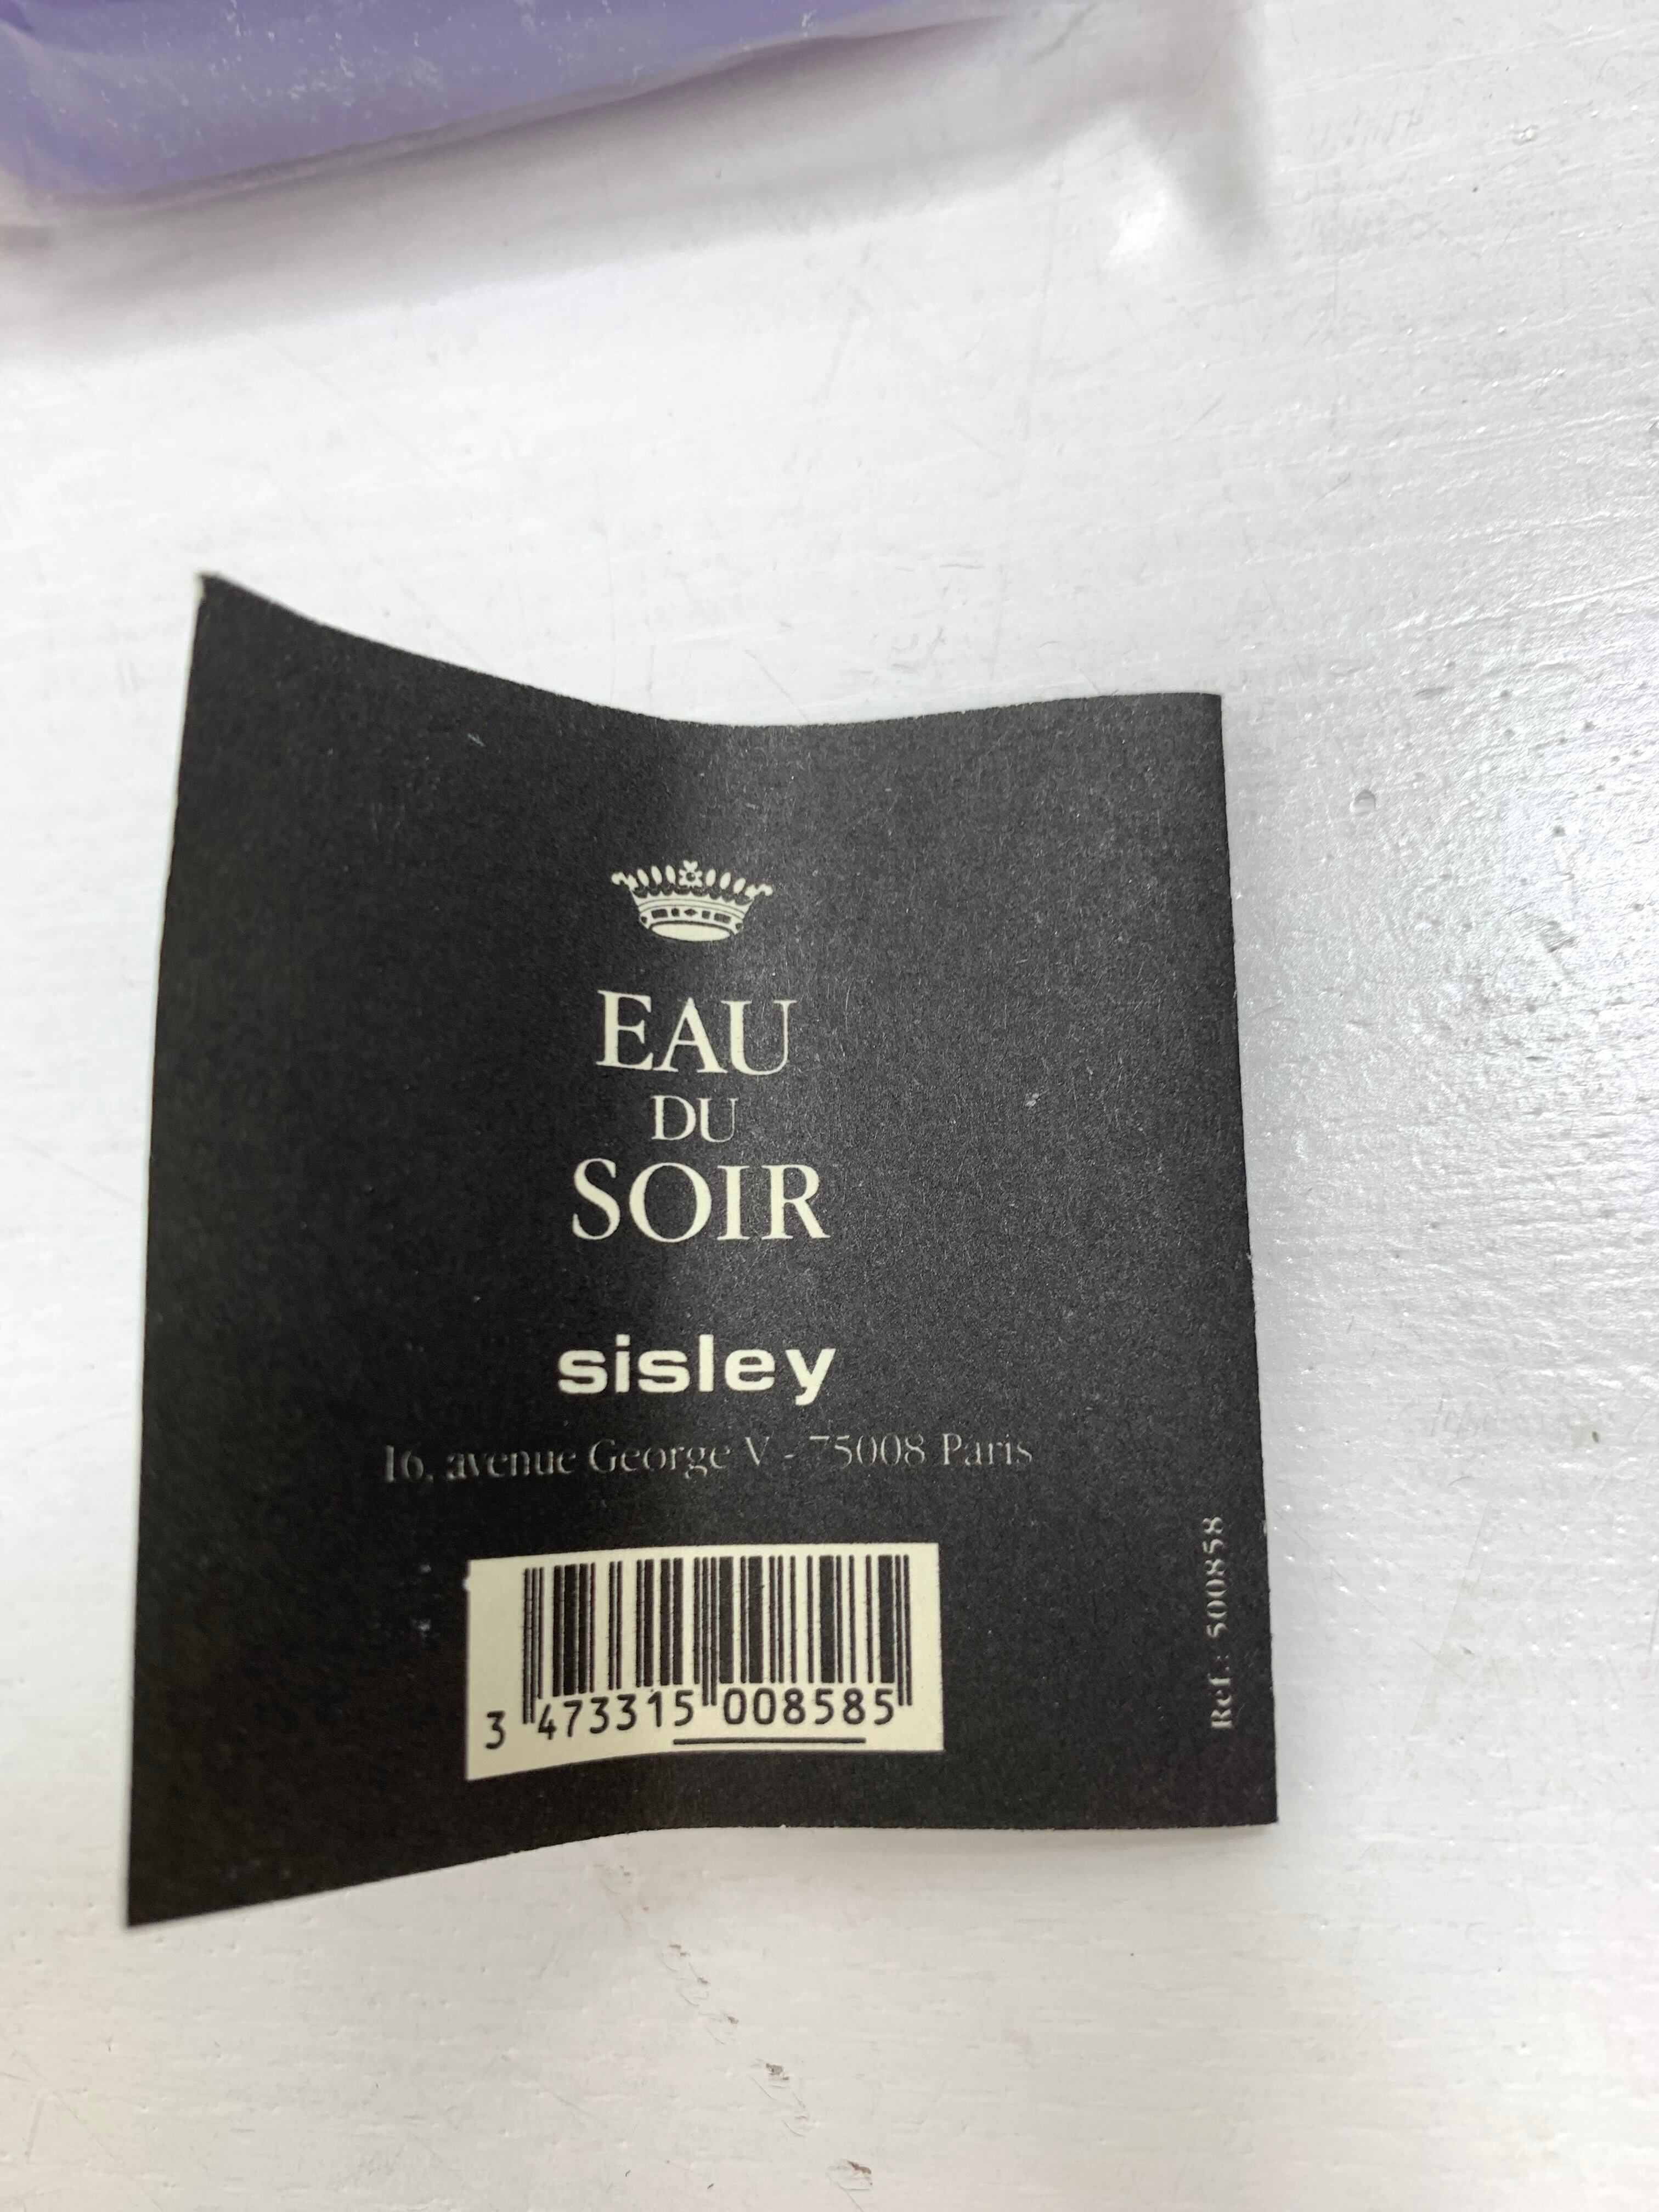 EAU
DU
SOIR
sisley
16, avenue George V - 75008 Paris
Ref.: 500858
3 473315 008585